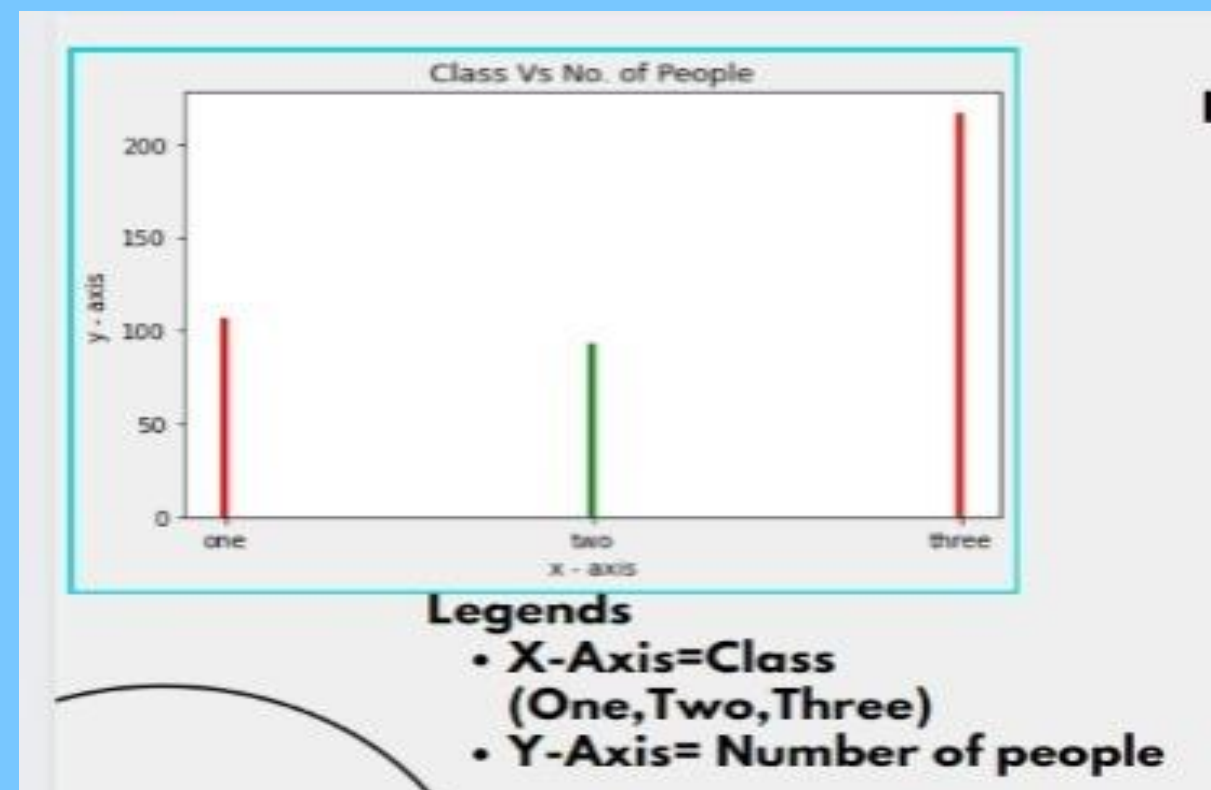 Class Vs No. of People
200
150
100
50
0
y - axis
one two three
x - axis
Legends
• X-Axis=Class
(One,Two,Three)
• Y-Axis= Number of people